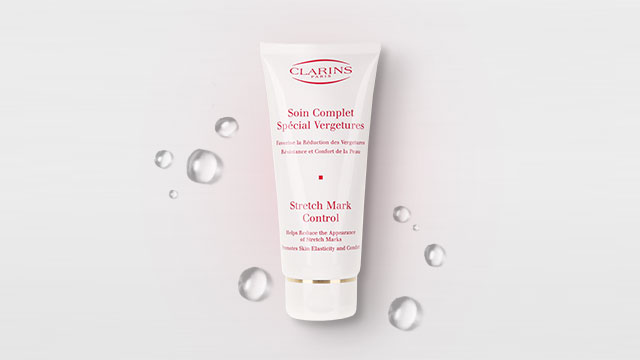 CLARINS
PARIS
Soin Complet
Spécial Vergetures
Favorise la Réduction des Vergetures
Résistance et Confort de la Peau
Stretch Mark
Control
Helps Reduce the Appearance
of Stretch Marks
Promotes Skin Elasticity and Comfort